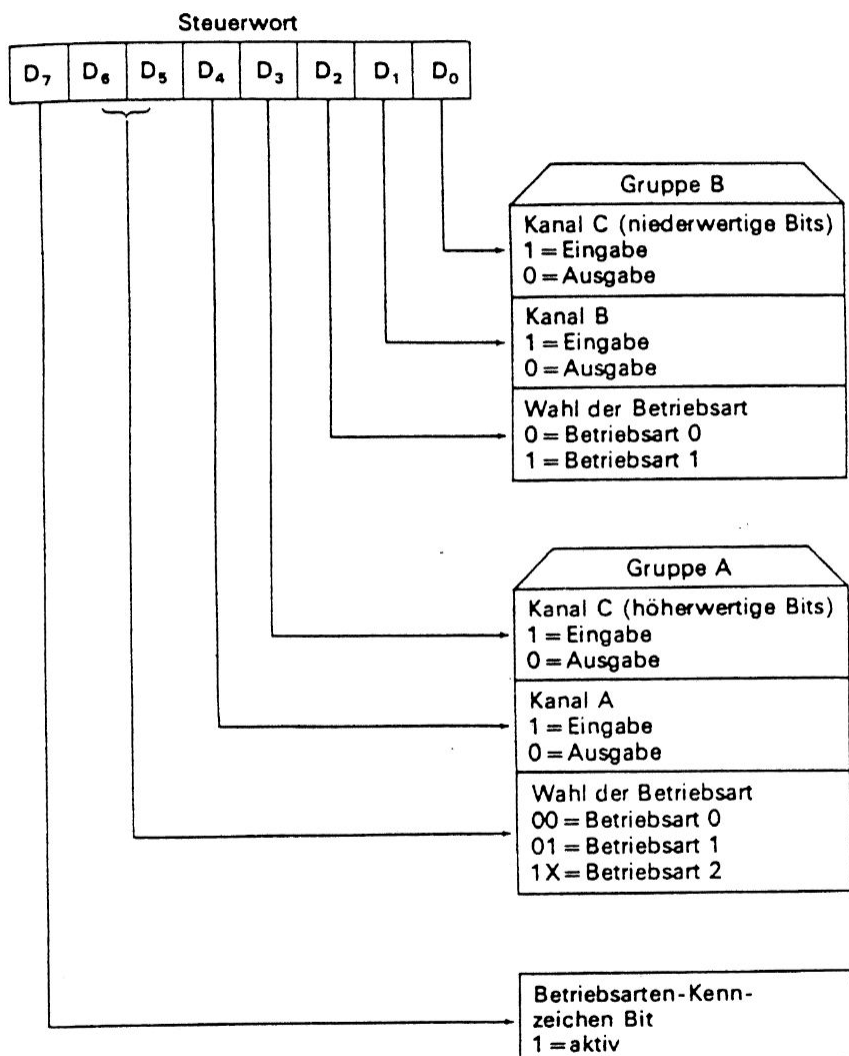 Steuerwort
D₇ D₆ D₅ D₄ D₃ D₂ D₁ D₀
Gruppe B
Kanal C (niederwertige Bits)
1 = Eingabe
0 = Ausgabe
Kanal B
1 = Eingabe
0 = Ausgabe
Wahl der Betriebsart
0 = Betriebsart 0
1 = Betriebsart 1
Gruppe A
Kanal C (höherwertige Bits)
1 = Eingabe
0 = Ausgabe
Kanal A
1 = Eingabe
0 = Ausgabe
Wahl der Betriebsart
00 = Betriebsart 0
01 = Betriebsart 1
1X = Betriebsart 2
Betriebsarten-Kenn-
zeichen Bit
1 = aktiv